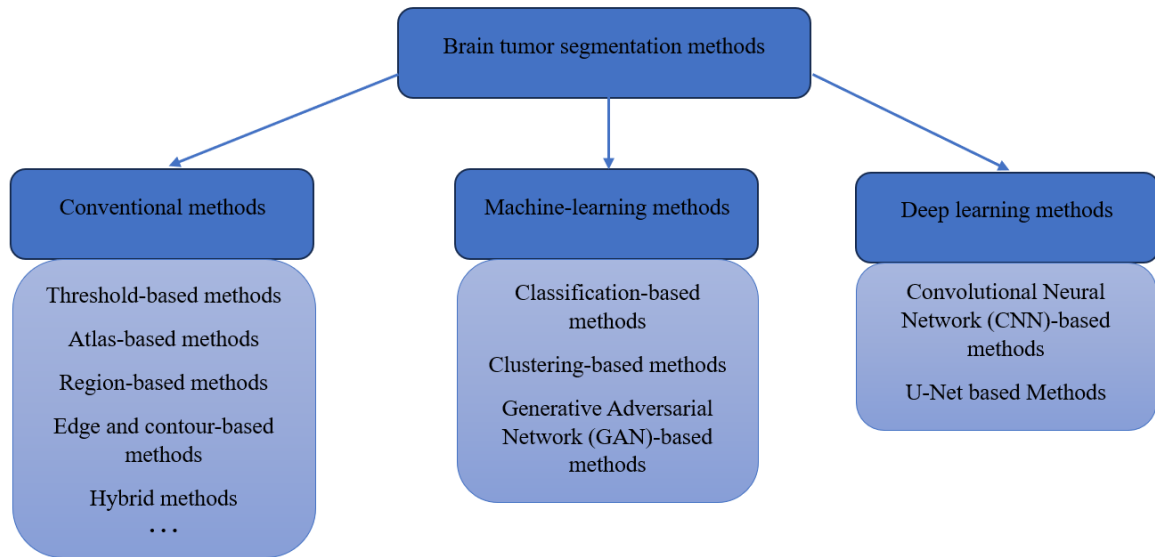 Brain tumor segmentation methods
Conventional methods
Threshold-based methods
Atlas-based methods
Region-based methods
Edge and contour-based
methods
Hybrid methods
...
Machine-learning methods
Classification-based
methods
Clustering-based methods
Generative Adversarial
Network (GAN)-based
methods
Deep learning methods
Convolutional Neural
Network (CNN)-based
methods
U-Net based Methods